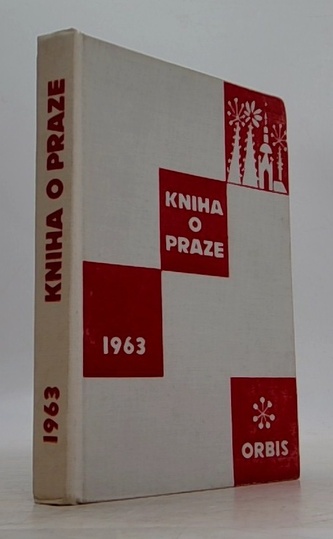 KNIHA O PRAZE
1963
KNIHA
O
PRAZE
1963
ORBIS